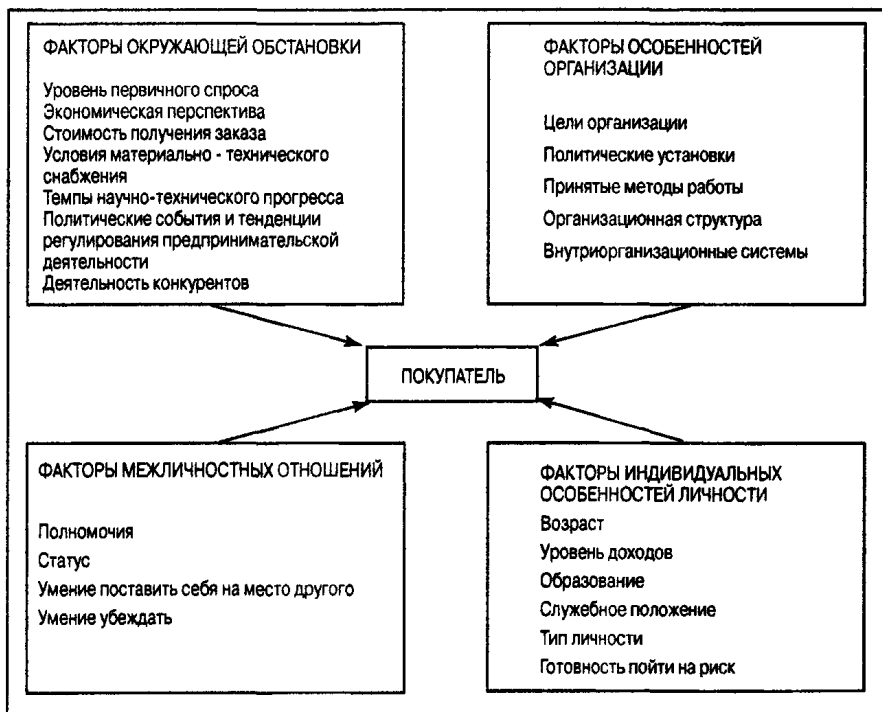 ФАКТОРЫ ОКРУЖАЮЩЕЙ ОБСТАНОВКИ
Уровень первичного спроса
Экономическая перспектива
Стоимость получения заказа
Условия материально - технического
снабжения
Темпы научно-технического прогресса
Политические события и тенденции
регулирования предпринимательской
деятельности
Деятельность конкурентов
ФАКТОРЫ ОСОБЕННОСТЕЙ
ОРГАНИЗАЦИИ
Цели организации
Политические установки
Принятые методы работы
Организационная структура
Внутриорганизационные системы
ПОКУПАТЕЛЬ
ФАКТОРЫ МЕЖЛИЧНОСТНЫХ ОТНОШЕНИЙ
Полномочия
Статус
Умение поставить себя на место другого
Умение убеждать
ФАКТОРЫ ИНДИВИДУАЛЬНЫХ
ОСОБЕННОСТЕЙ ЛИЧНОСТИ
Возраст
Уровень доходов
Образование
Служебное положение
Тип личности
Готовность пойти на риск